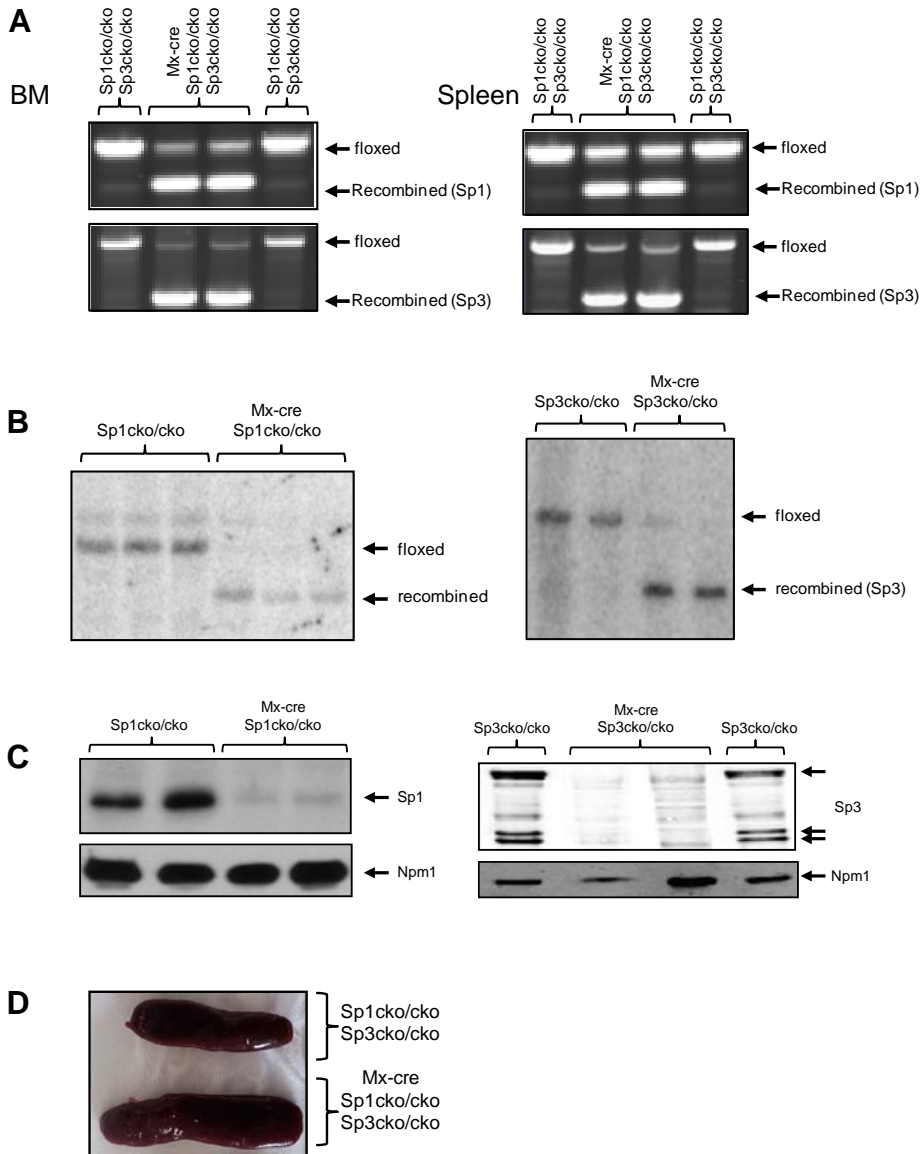 A
BM
Sp1cko/cko
Sp3cko/cko
Mx-cre
Sp1cko/cko
Sp3cko/cko
Sp1cko/cko
Sp3cko/cko
floxed
Recombined (Sp1)
floxed
Recombined (Sp3)
Spleen
Sp1cko/cko
Sp3cko/cko
Mx-cre
Sp1cko/cko
Sp3cko/cko
Sp1cko/cko
Sp3cko/cko
floxed
Recombined (Sp1)
floxed
Recombined (Sp3)
B
Sp1cko/cko
Mx-cre
Sp1cko/cko
floxed
recombined
Sp3cko/cko
Mx-cre
Sp3cko/cko
floxed
recombined (Sp3)
C
Sp1cko/cko
Mx-cre
Sp1cko/cko
Sp1
Npm1
Sp3cko/cko
Mx-cre
Sp3cko/cko
Sp3cko/cko
Sp3
Npm1
D
Sp1cko/cko
Sp3cko/cko
Mx-cre
Sp1cko/cko
Sp3cko/cko